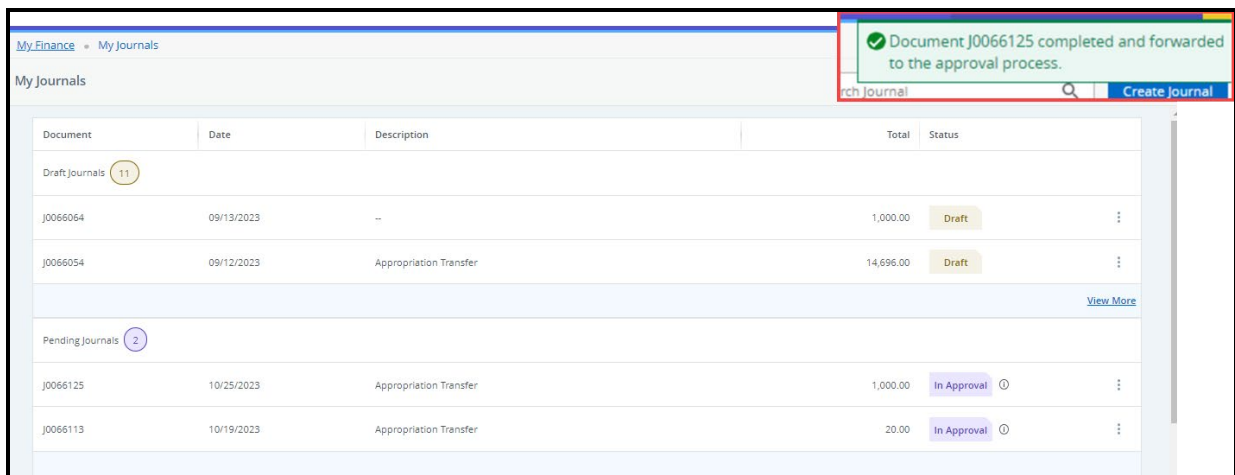 My Finance • My Journals
Document J0066125 completed and forwarded
to the approval process.
My Journals
rch Journal
Create Journal
Document Date Description Total Status
Draft Journals 11
J0066064 09/13/2023 -- 1,000.00 Draft
J0066054 09/12/2023 Appropriation Transfer 14,696.00 Draft
View More
Pending Journals 2
J0066125 10/25/2023 Appropriation Transfer 1,000.00 In Approval
J0066113 10/19/2023 Appropriation Transfer 20.00 In Approval